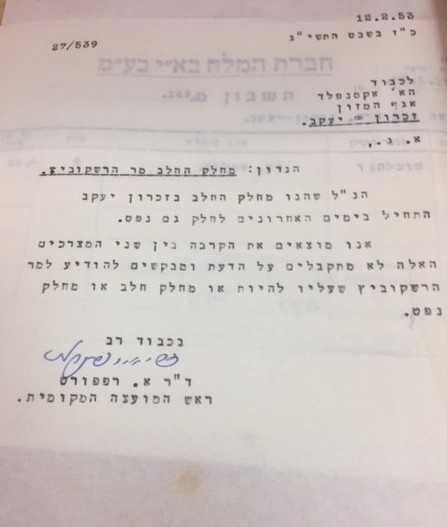 12.2.53
כ"ז בשבט התשי"ג
27/539
חברת המלח בא"י בע"מ
חשבון מס.
לכבוד
הא' אקסנפלד
אגף המזון
זכרון = יעקב.
א. ג.,
הנדון: מחלק החלב מר הרשקוביץ.
הנ"ל שהנו מחלק החלב בזכרון יעקב
התחיל בימים האחרונים לחלק גם נפט.
אנו מוצאים את הקרבה בין שני המצרכים
האלה לא מתקבלים על הדעת ומבקשים להודיע למר
הרשקוביץ שעליו להיות או מחלק חלב או מחלק
נפט.
בכבוד רב
ד"ר א. רפפורט
ראש המועצה המקומית.